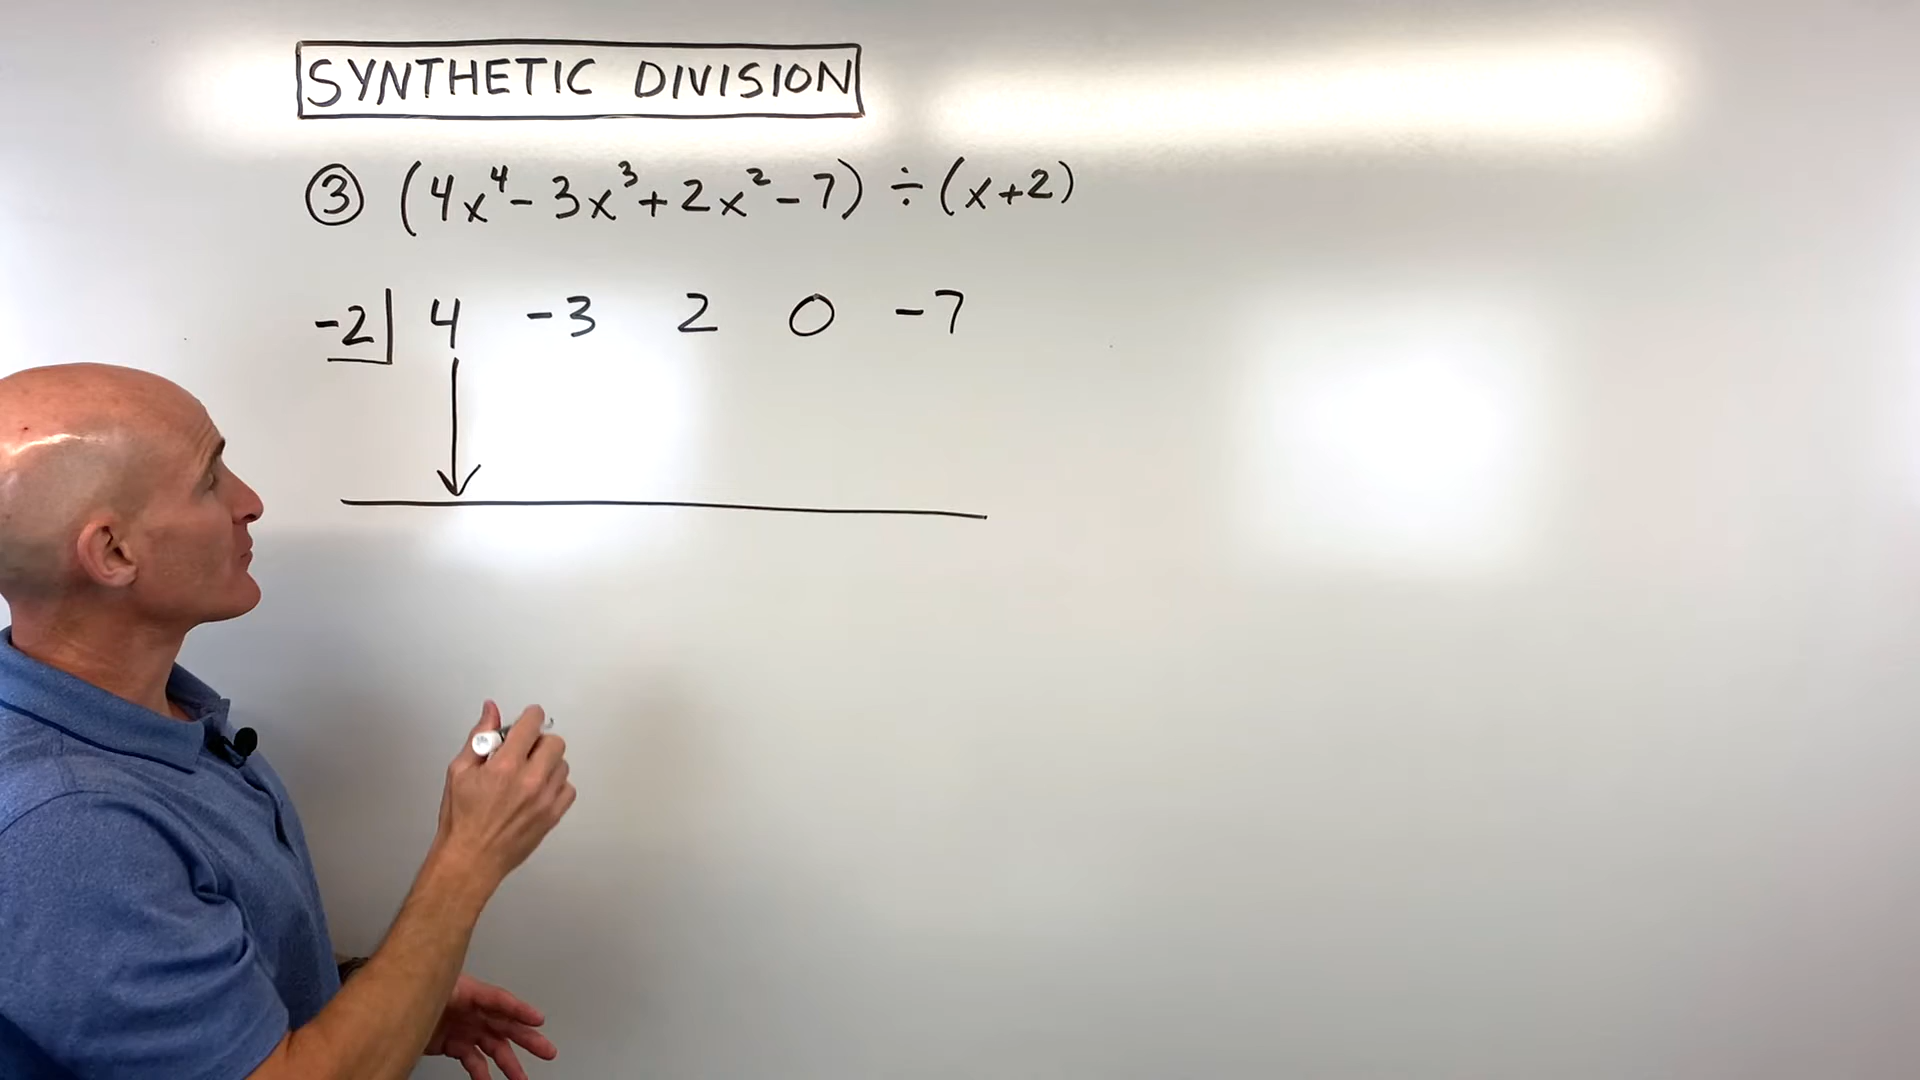 SYNTHETIC DIVISION
③ (4x⁴ - 3x³ + 2x² - 7) ÷ (x+2)
-2 4 -3 2 0 -7